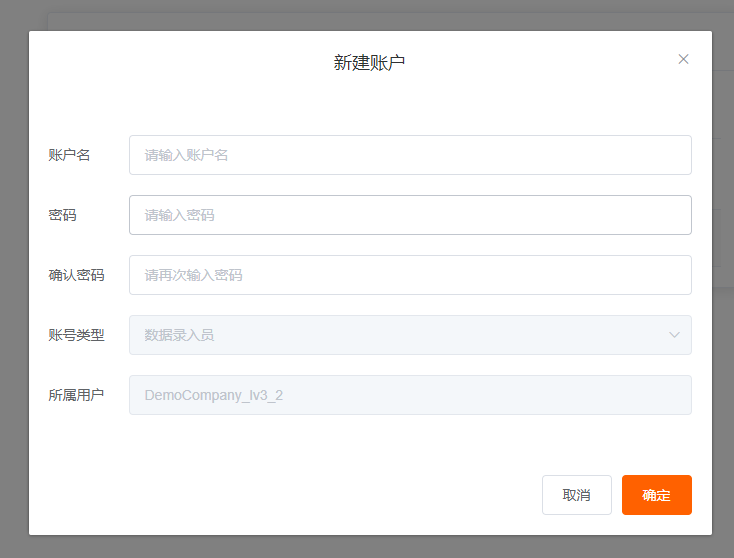 新建账户
账户名 请输入账户名
密码 请输入密码
确认密码 请再次输入密码
账号类型 数据录入员
所属用户 DemoCompany_lv3_2
取消 确定